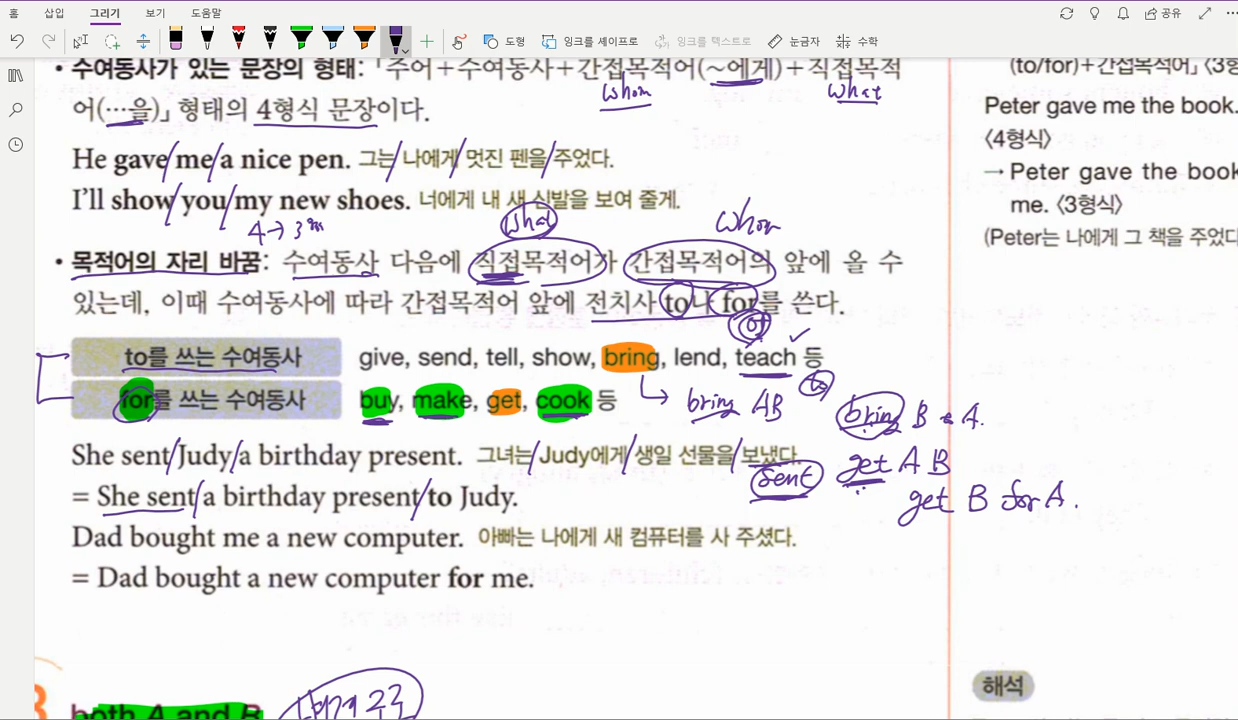 홈 삽입 그리기 보기 도움말 공유
도형 잉크를 셰이프로 잉크를 텍스트로 눈금자 수학
• 수여동사가 있는 문장의 형태: 「주어+수여동사+간접목적어(~에게)+직접목적
whom what
어(…을)」 형태의 4형식 문장이다.
He gave/me/a nice pen. 그는/나에게/멋진 펜을/주었다.
I'll show/you/my new shoes. 너에게 내 새 신발을 보여 줄게.
4→3
what whom
• 목적어의 자리 바꿈: 수여동사 다음에 직접목적어가 간접목적어의 앞에 올 수
있는데, 이때 수여동사에 따라 간접목적어 앞에 전치사 to나 for를 쓴다.
of
to를 쓰는 수여동사 give, send, tell, show, bring, lend, teach 등
to
for를 쓰는 수여동사 buy, make, get, cook 등
bring AB
bring B A.
She sent/Judy/a birthday present. 그녀는/Judy에게/생일 선물을/보냈다.
sent
get A B
= She sent/a birthday present/to Judy.
get B for A.
Dad bought me a new computer. 아빠는 나에게 새 컴퓨터를 사 주셨다.
= Dad bought a new computer for me.
both A and B
(to/for)+간접목적어」〈3형
Peter gave me the book.
〈4형식〉
→ Peter gave the book
me. 〈3형식〉
(Peter는 나에게 그 책을 주었다
해석